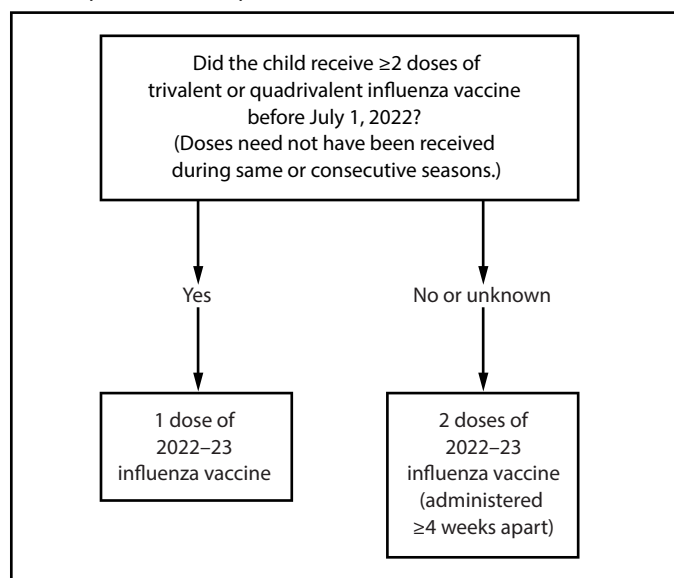 Did the child receive ≥2 doses of
trivalent or quadrivalent influenza vaccine
before July 1, 2022?
(Doses need not have been received
during same or consecutive seasons.)
Yes
No or unknown
1 dose of
2022–23
influenza vaccine
2 doses of
2022–23
influenza vaccine
(administered
≥4 weeks apart)